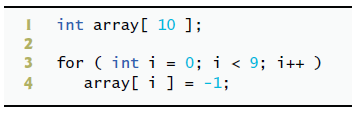 1 int array[ 10 ];
2
3 for ( int i = 0; i < 9; i++ )
4 array[ i ] = -1;